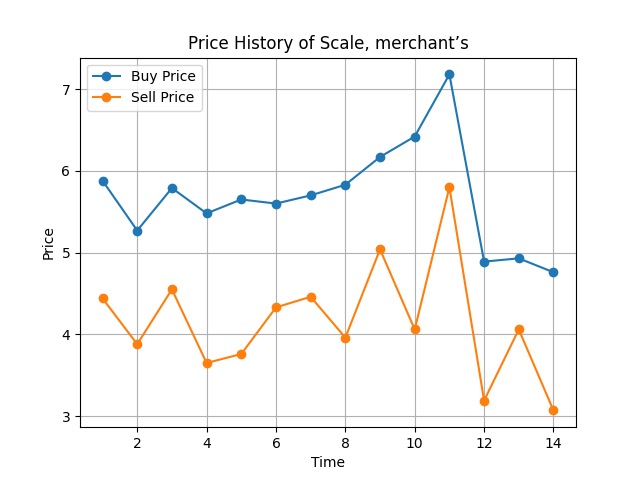 Price History of Scale, merchant’s
Buy Price
Sell Price
7
6
5
4
3
Price
2 4 6 8 10 12 14
Time